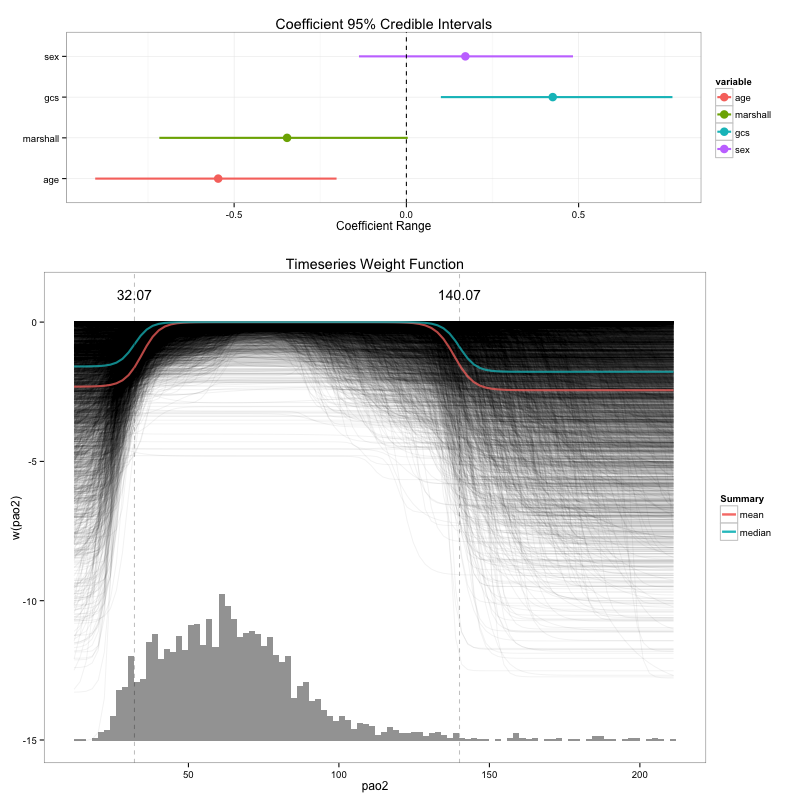 Coefficient 95% Credible Intervals
sex
gcs
marshall
age
-0.5
0.0
0.5
Coefficient Range
variable
age
marshall
gcs
sex
Timeseries Weight Function
32.07
140.07
0
-5
-10
-15
w(pao2)
50
100
150
200
pao2
Summary
mean
median